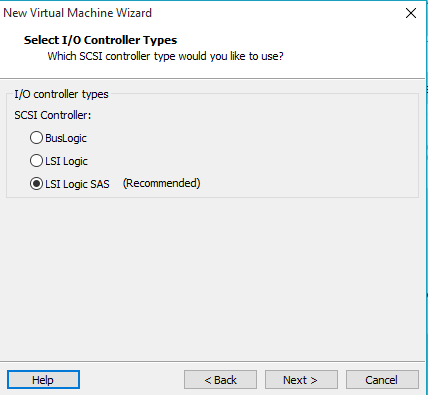 New Virtual Machine Wizard
Select I/O Controller Types
Which SCSI controller type would you like to use?
I/O controller types
SCSI Controller:
BusLogic
LSI Logic
LSI Logic SAS (Recommended)
Help < Back Next > Cancel